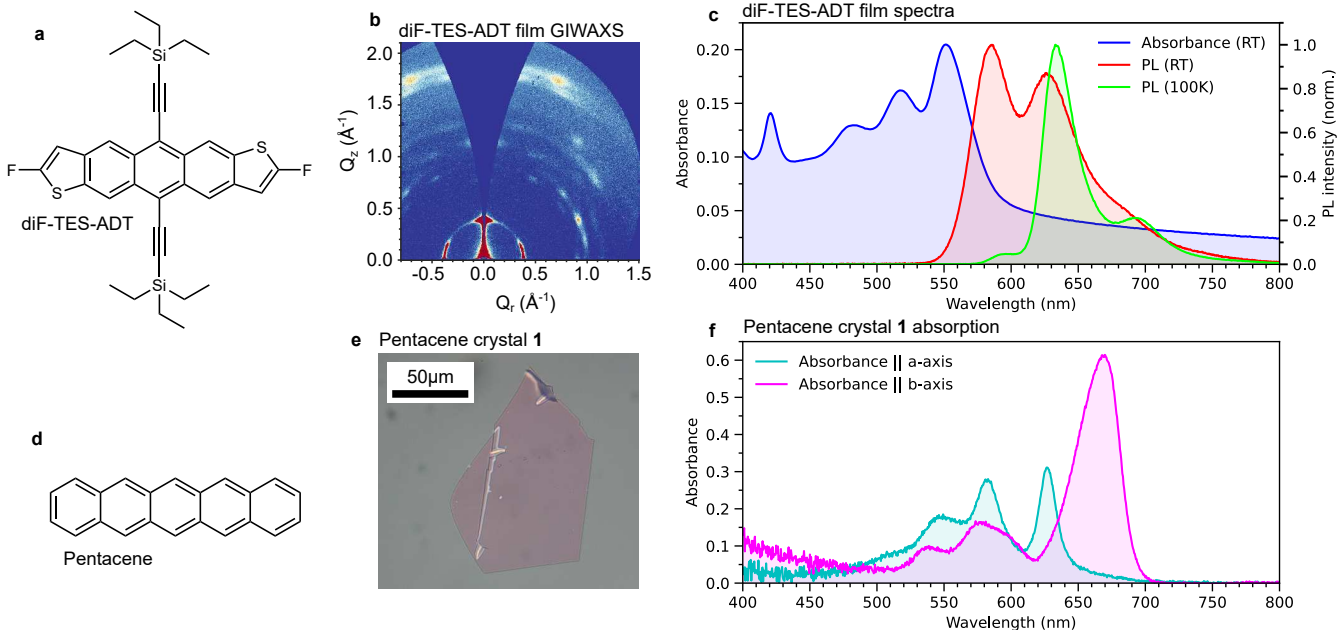 a
Si
F
S
S
F
diF-TES-ADT
Si
b
diF-TES-ADT film GIWAXS
Q_z (Å⁻¹)
2.0
1.5
1.0
0.5
0.0
-0.5 0.0 0.5 1.0 1.5
Q_r (Å⁻¹)
c diF-TES-ADT film spectra
Absorbance
0.20
0.15
0.10
0.05
0.00
Absorbance (RT)
PL (RT)
PL (100K)
1.0
0.8
0.6
0.4
0.2
0.0
PL intensity (norm.)
400 450 500 550 600 650 700 750 800
Wavelength (nm)
d
Pentacene
e Pentacene crystal 1
50µm
f Pentacene crystal 1 absorption
Absorbance
0.6
0.5
0.4
0.3
0.2
0.1
0.0
Absorbance || a-axis
Absorbance || b-axis
400 450 500 550 600 650 700 750 800
Wavelength (nm)